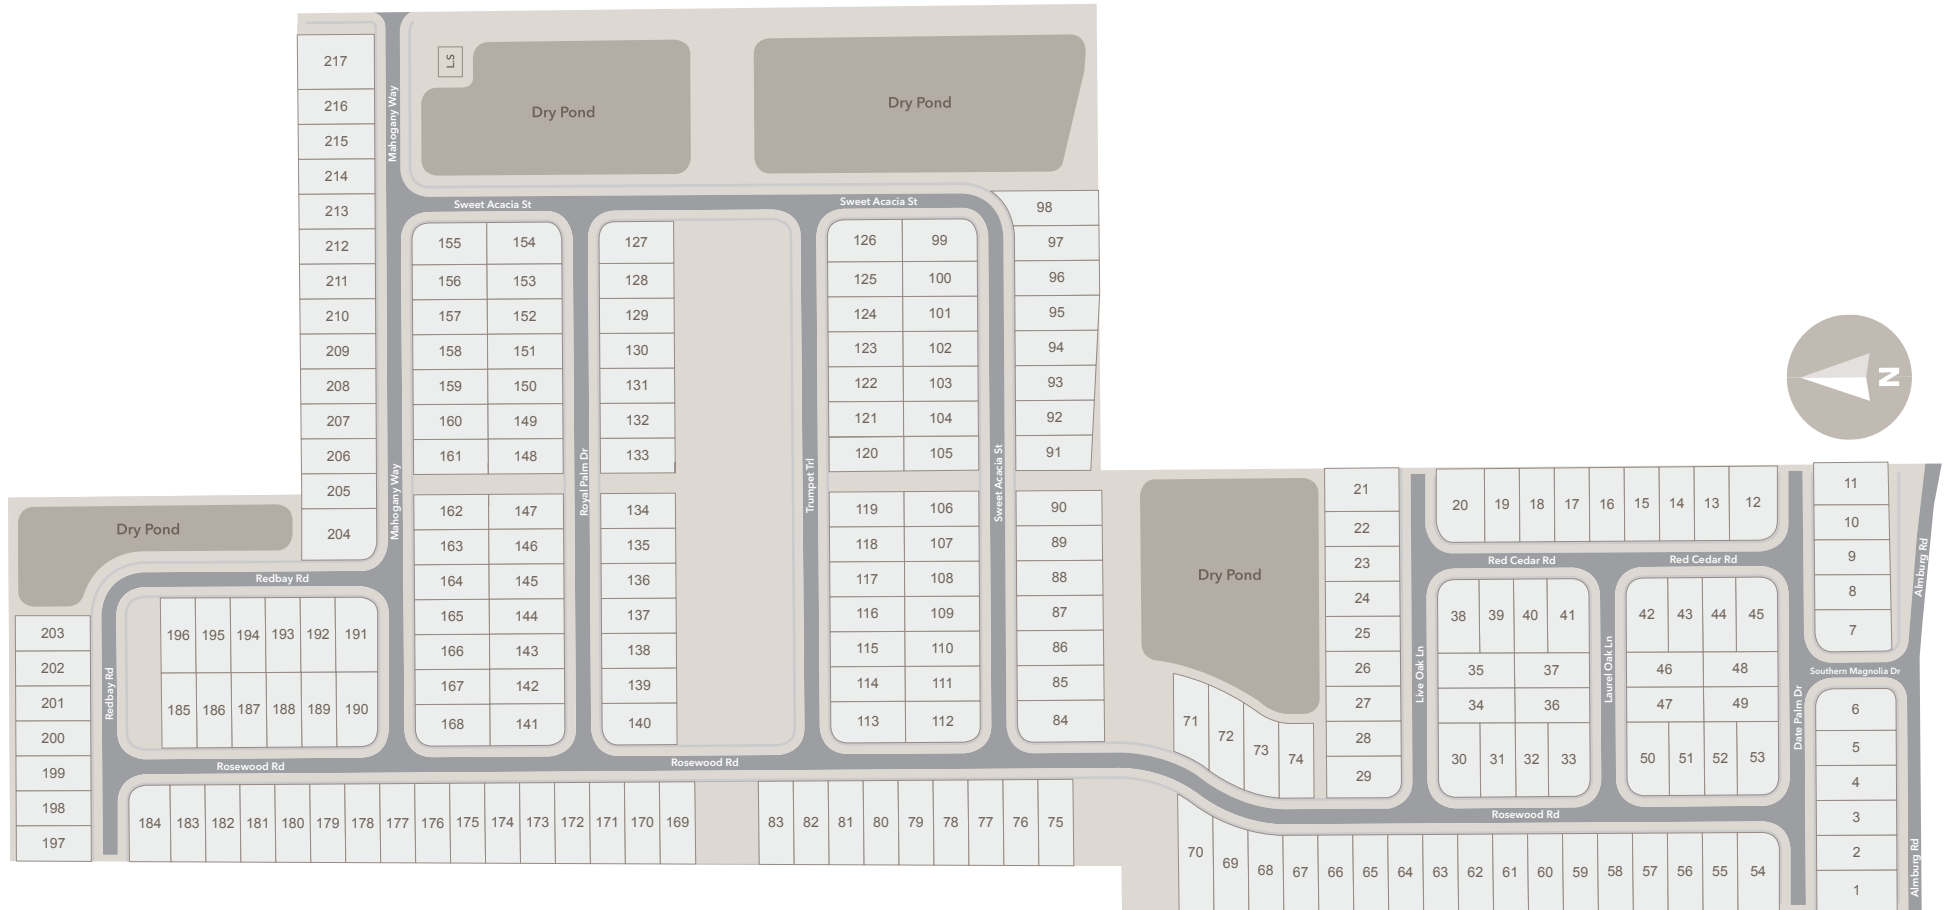 217
216
215
214
213
212
211
210
209
208
207
206
205
204
Mahogany Way
L.S
Dry Pond
Dry Pond
Sweet Acacia St
Sweet Acacia St
155 154
156 153
157 152
158 151
159 150
160 149
161 148
162 147
163 146
164 145
165 144
166 143
167 142
168 141
Mahogany Way
Royal Palm Dr
127
128
129
130
131
132
133
134
135
136
137
138
139
140
Trumpet Trl
126 99
125 100
124 101
123 102
122 103
121 104
120 105
119 106
118 107
117 108
116 109
115 110
114 111
113 112
Sweet Acacia St
98
97
96
95
94
93
92
91
90
89
88
87
86
85
84
Dry Pond
Redbay Rd
Redbay Rd
203
202
201
200
199
198
197
196 195 194 193 192 191
185 186 187 188 189 190
Rosewood Rd
Rosewood Rd
184 183 182 181 180 179 178 177 176 175 174 173 172 171 170 169
83 82 81 80 79 78 77 76 75
Dry Pond
71 72 73 74
21
22
23
24
25
26
27
28
29
Live Oak Ln
20 19 18 17 16 15 14 13 12
Red Cedar Rd
Red Cedar Rd
38 39 40 41
35 37
34 36
30 31 32 33
Laurel Oak Ln
42 43 44 45
46 48
47 49
50 51 52 53
Date Palm Dr
Rosewood Rd
70 69 68 67 66 65 64 63 62 61 60 59 58 57 56 55 54
N
11
10
9
8
7
Southern Magnolia Dr
6
5
4
3
2
1
Almburg Rd
Almburg Rd